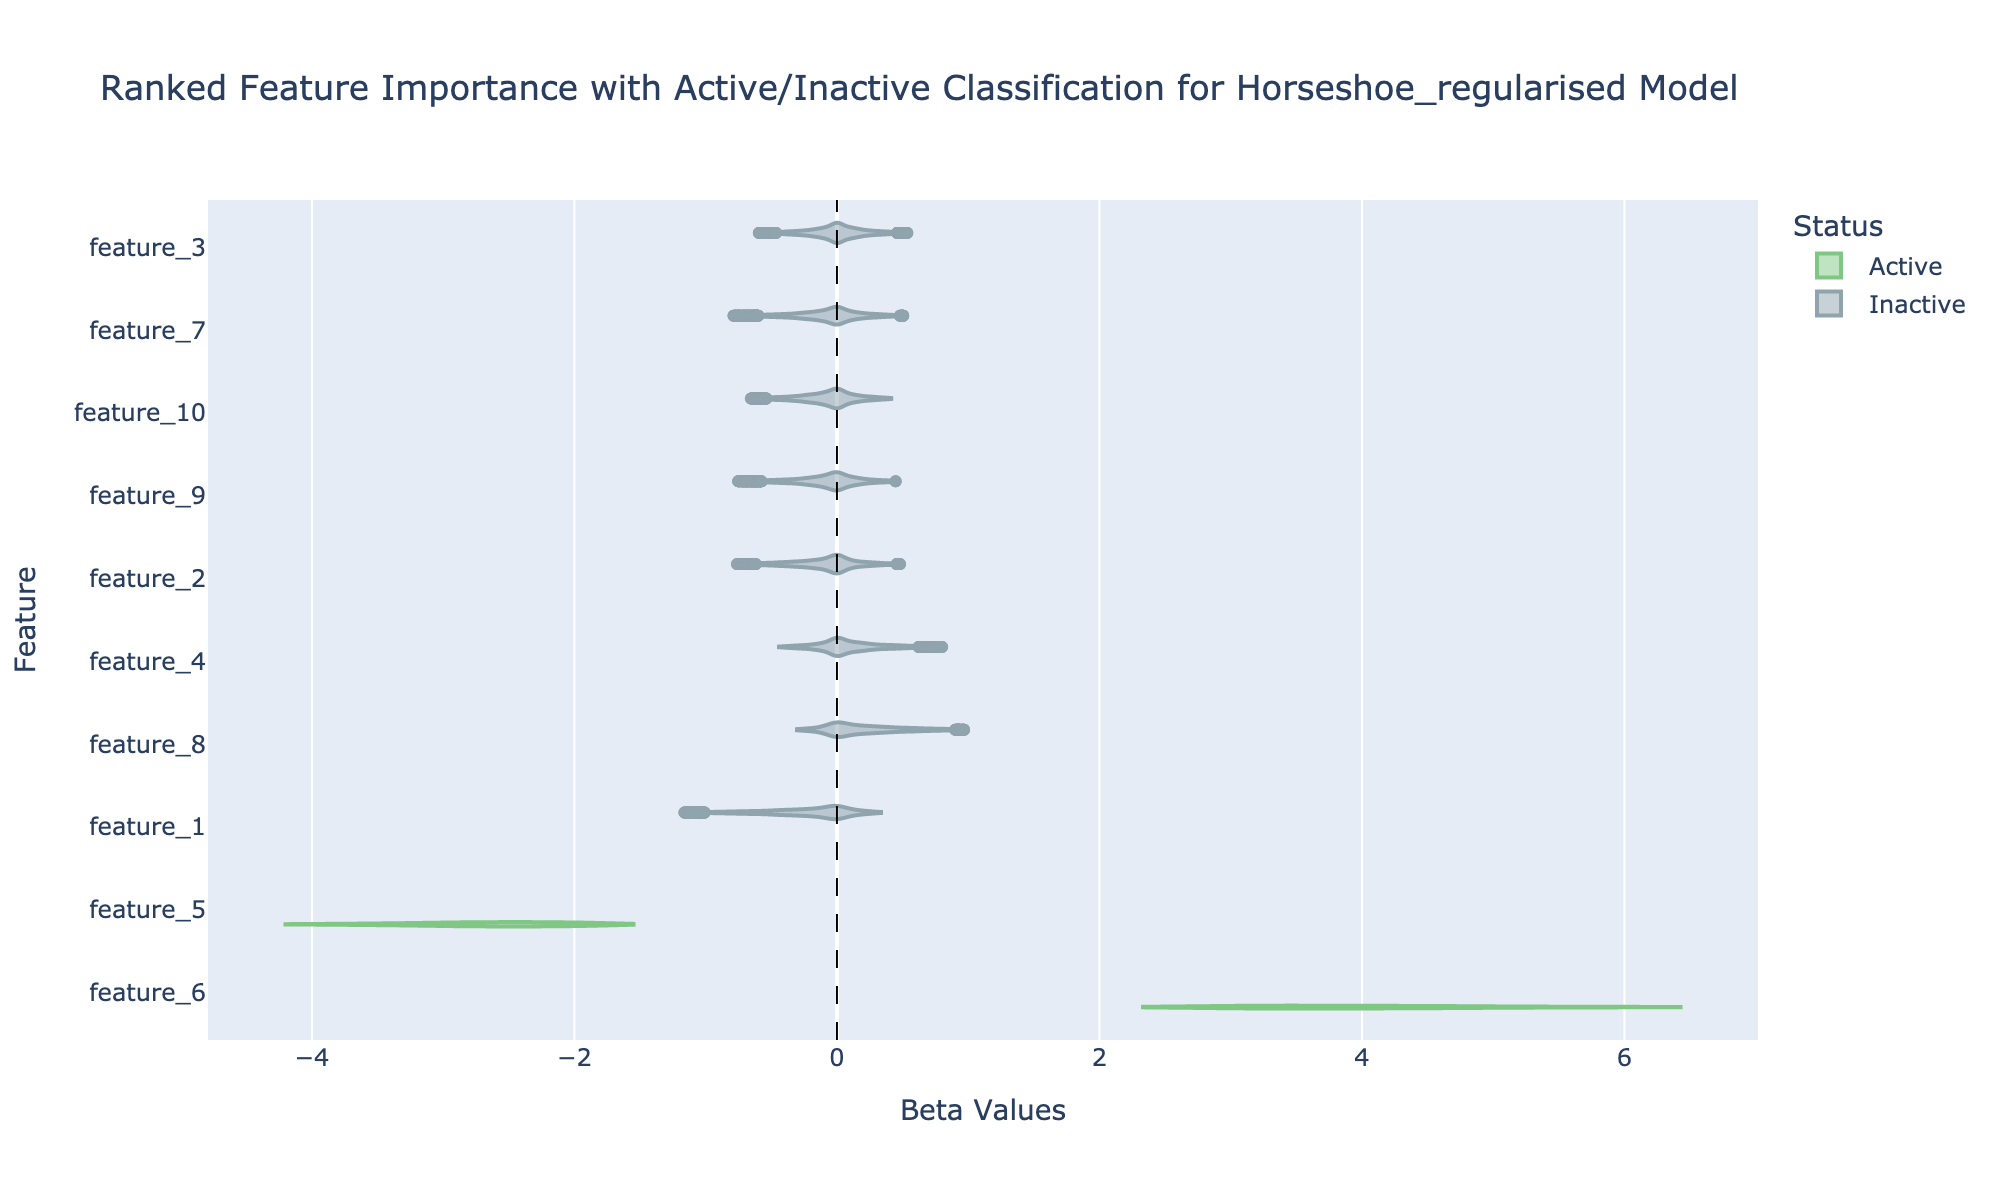 Ranked Feature Importance with Active/Inactive Classification for Horseshoe_regularised Model
Status
Active
Inactive
Feature
feature_3
feature_7
feature_10
feature_9
feature_2
feature_4
feature_8
feature_1
feature_5
feature_6
−4 −2 0 2 4 6
Beta Values